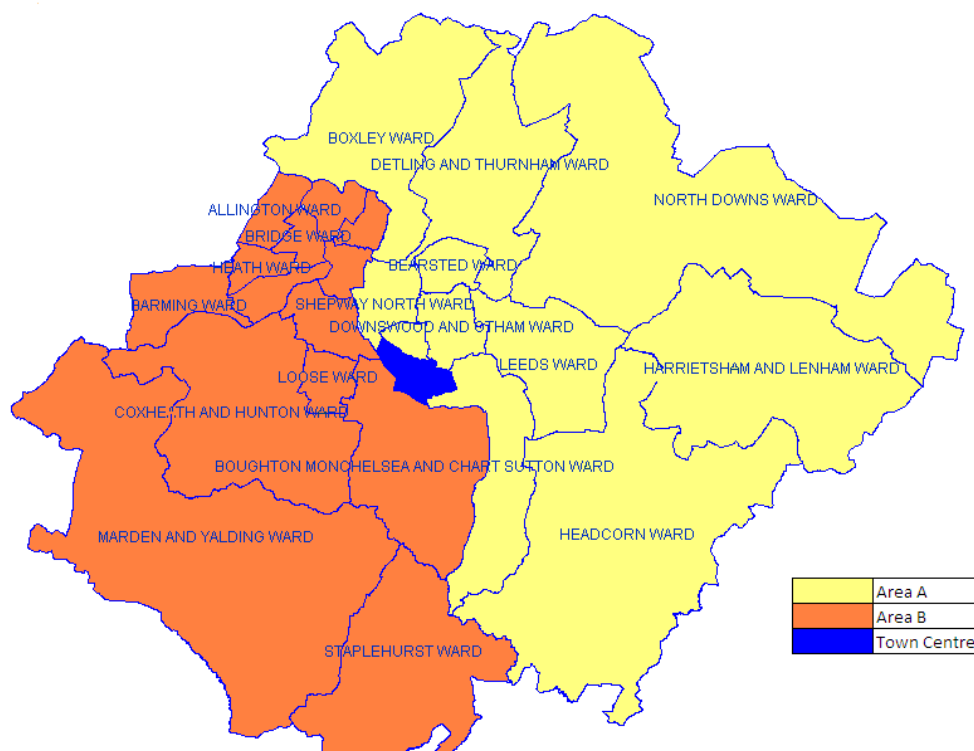 BOXLEY WARD
DETLING AND THURNHAM WARD
NORTH DOWNS WARD
ALLINGTON WARD
BRIDGE WARD
BEARSTED WARD
HEATH WARD
BARMING WARD
SHEPWAY NORTH WARD
DOWNSWOOD AND OTHAM WARD
LEEDS WARD
HARRIETSHAM AND LENHAM WARD
LOOSE WARD
COXHEATH AND HUNTON WARD
BOUGHTON MONCHELSEA AND CHART SUTTON WARD
MARDEN AND YALDING WARD
HEADCORN WARD
STAPLEHURST WARD
Area A
Area B
Town Centre